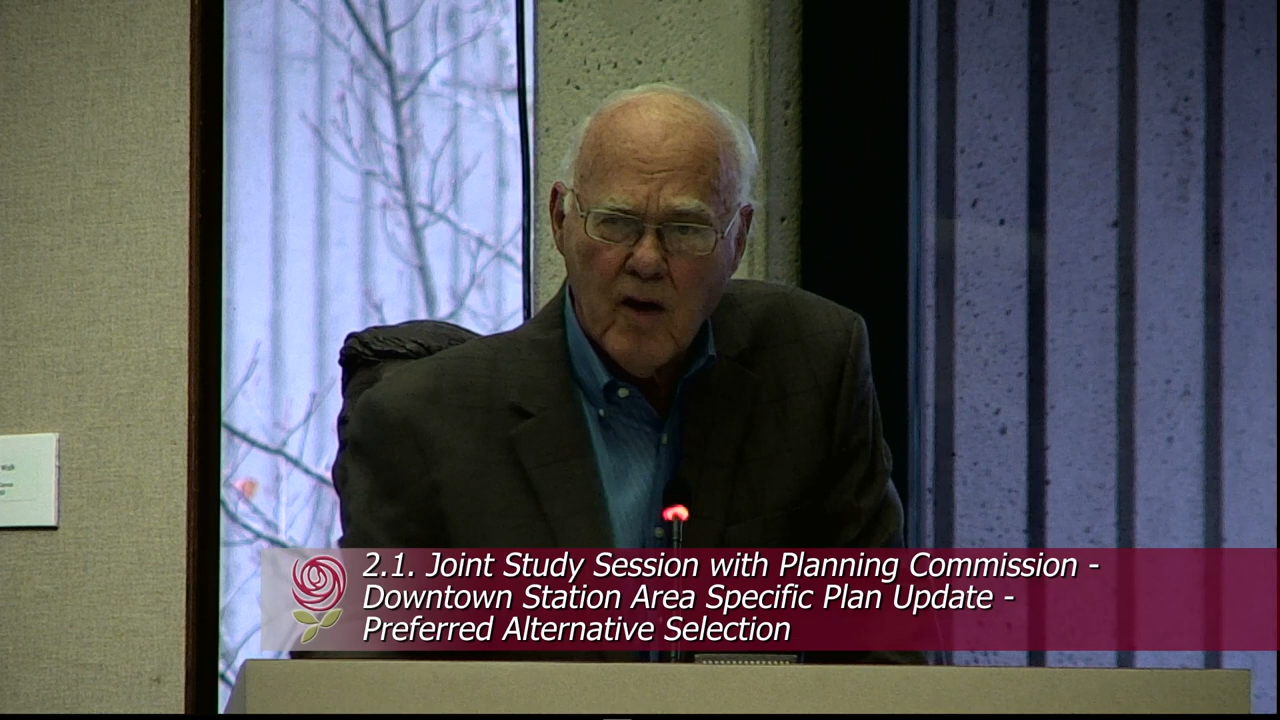 2.1. Joint Study Session with Planning Commission -
Downtown Station Area Specific Plan Update -
Preferred Alternative Selection